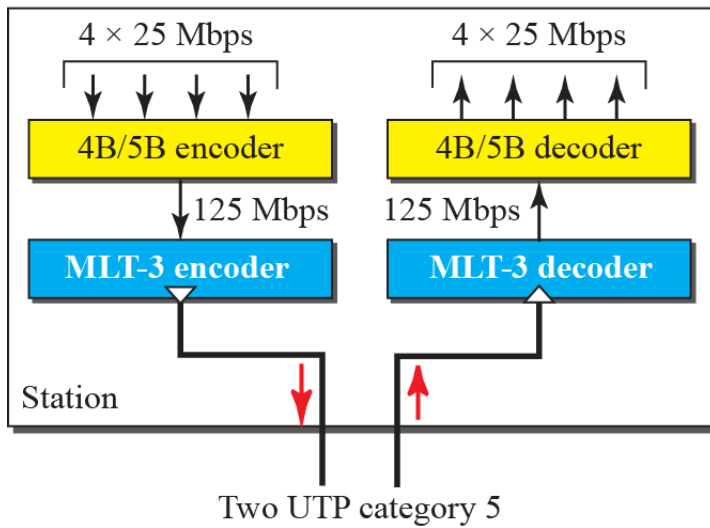 4 × 25 Mbps
4 × 25 Mbps
4B/5B encoder
4B/5B decoder
125 Mbps
125 Mbps
MLT-3 encoder
MLT-3 decoder
Station
Two UTP category 5